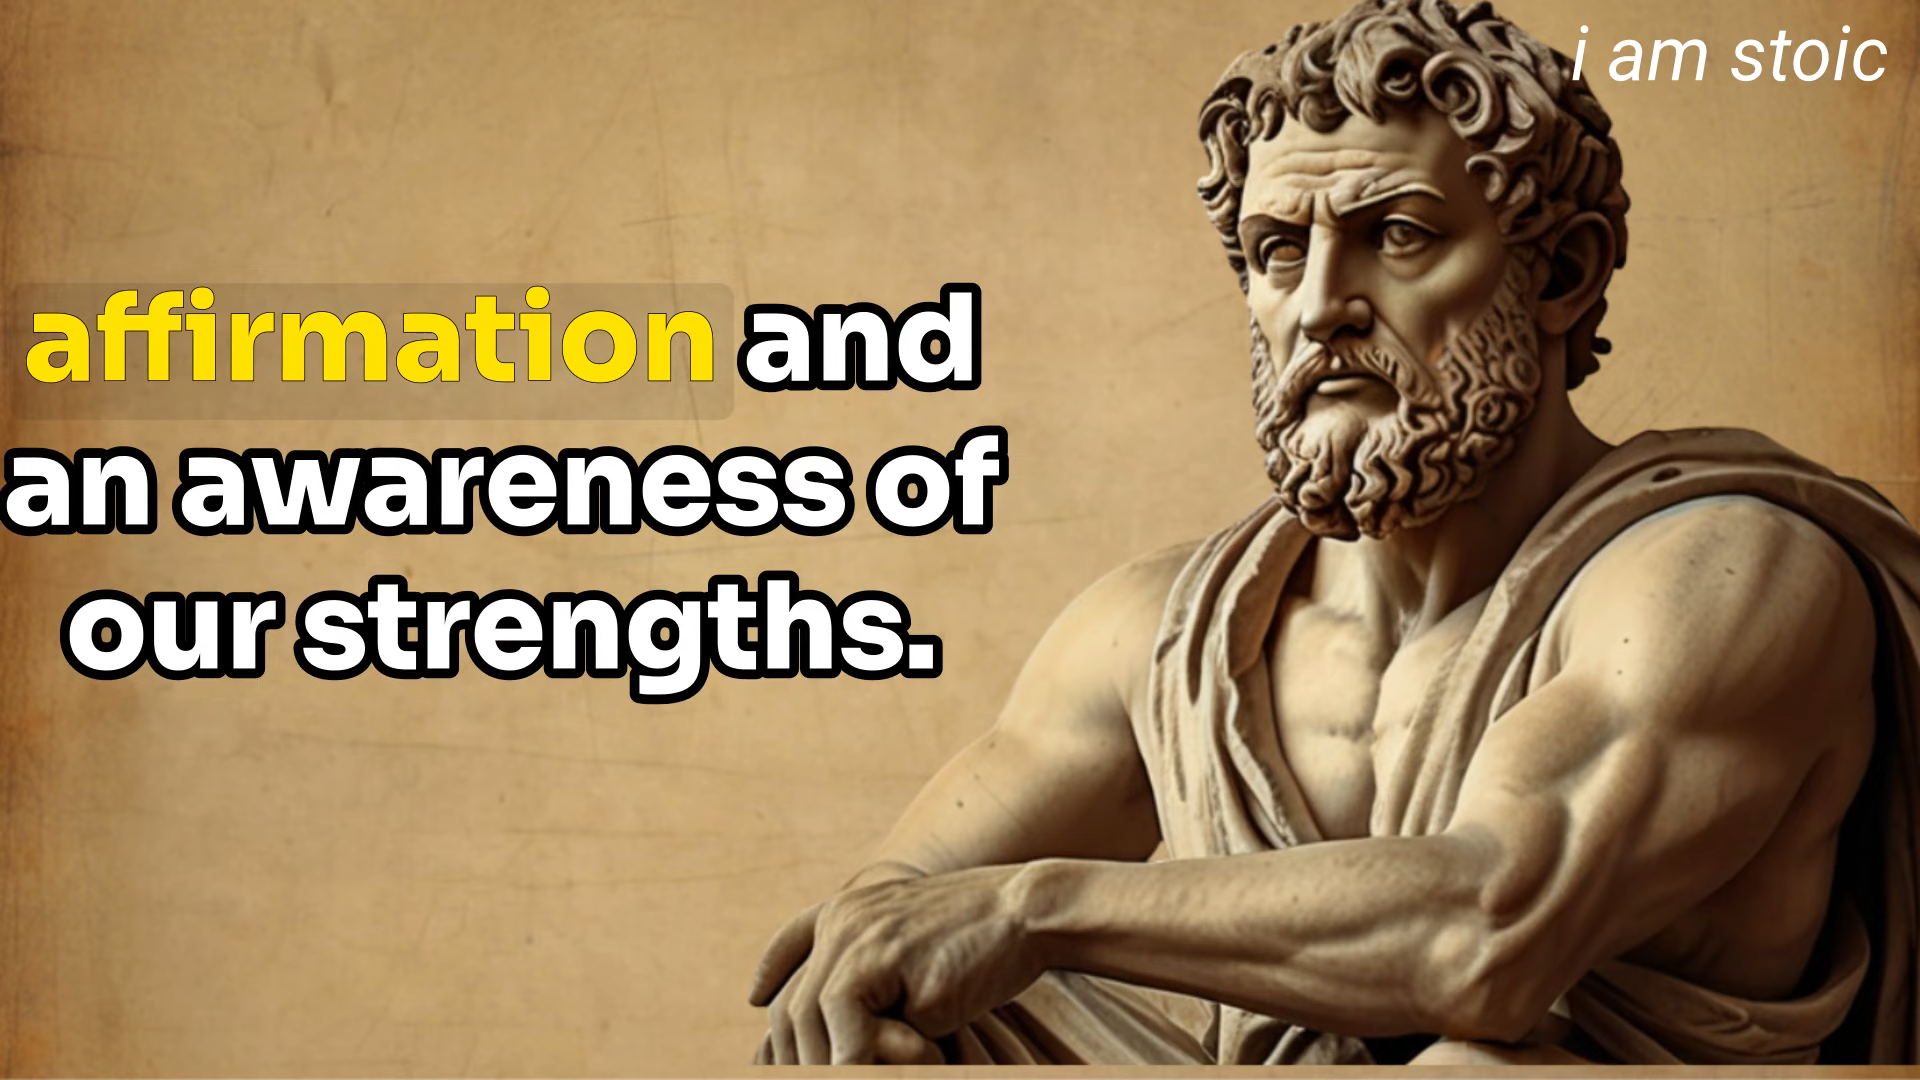 i am stoic
affirmation and
an awareness of
our strengths.